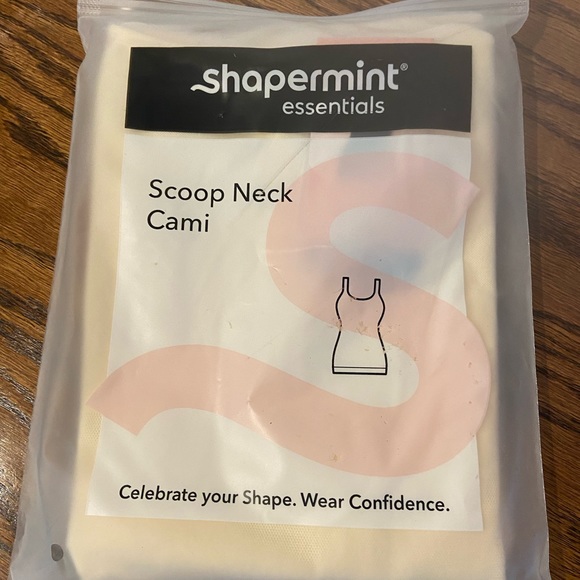 shapermint®
essentials
Scoop Neck
Cami
Celebrate your Shape. Wear Confidence.